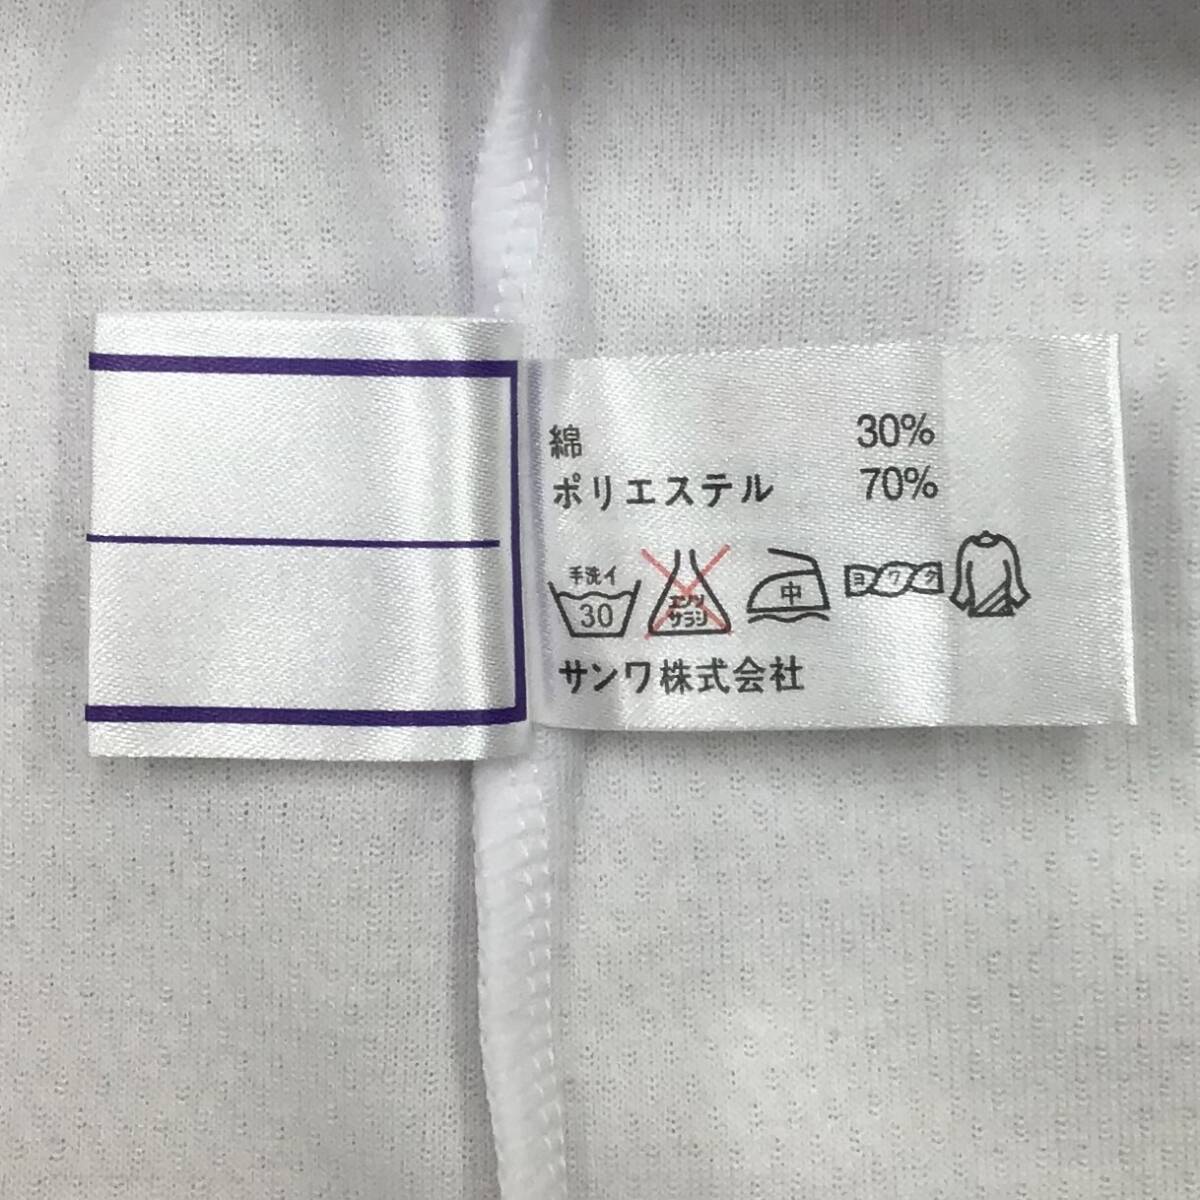 綿 30%
ポリエステル 70%
手洗イ
30
エンソ
サラシ
中
ヨワク
サンワ株式会社